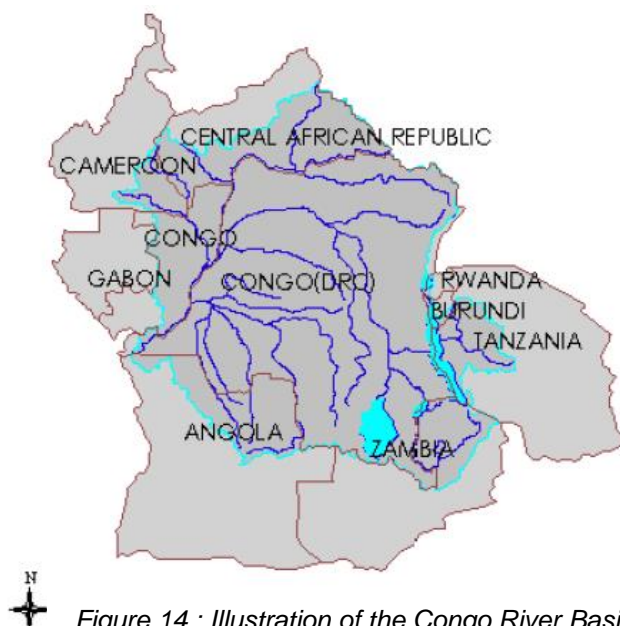 CENTRAL AFRICAN REPUBLIC
CAMEROON
CONGO
GABON
CONGO(DRC)
RWANDA
BURUNDI
TANZANIA
ANGOLA
ZAMBIA
N
Figure 14 : Illustration of the Congo River Basi